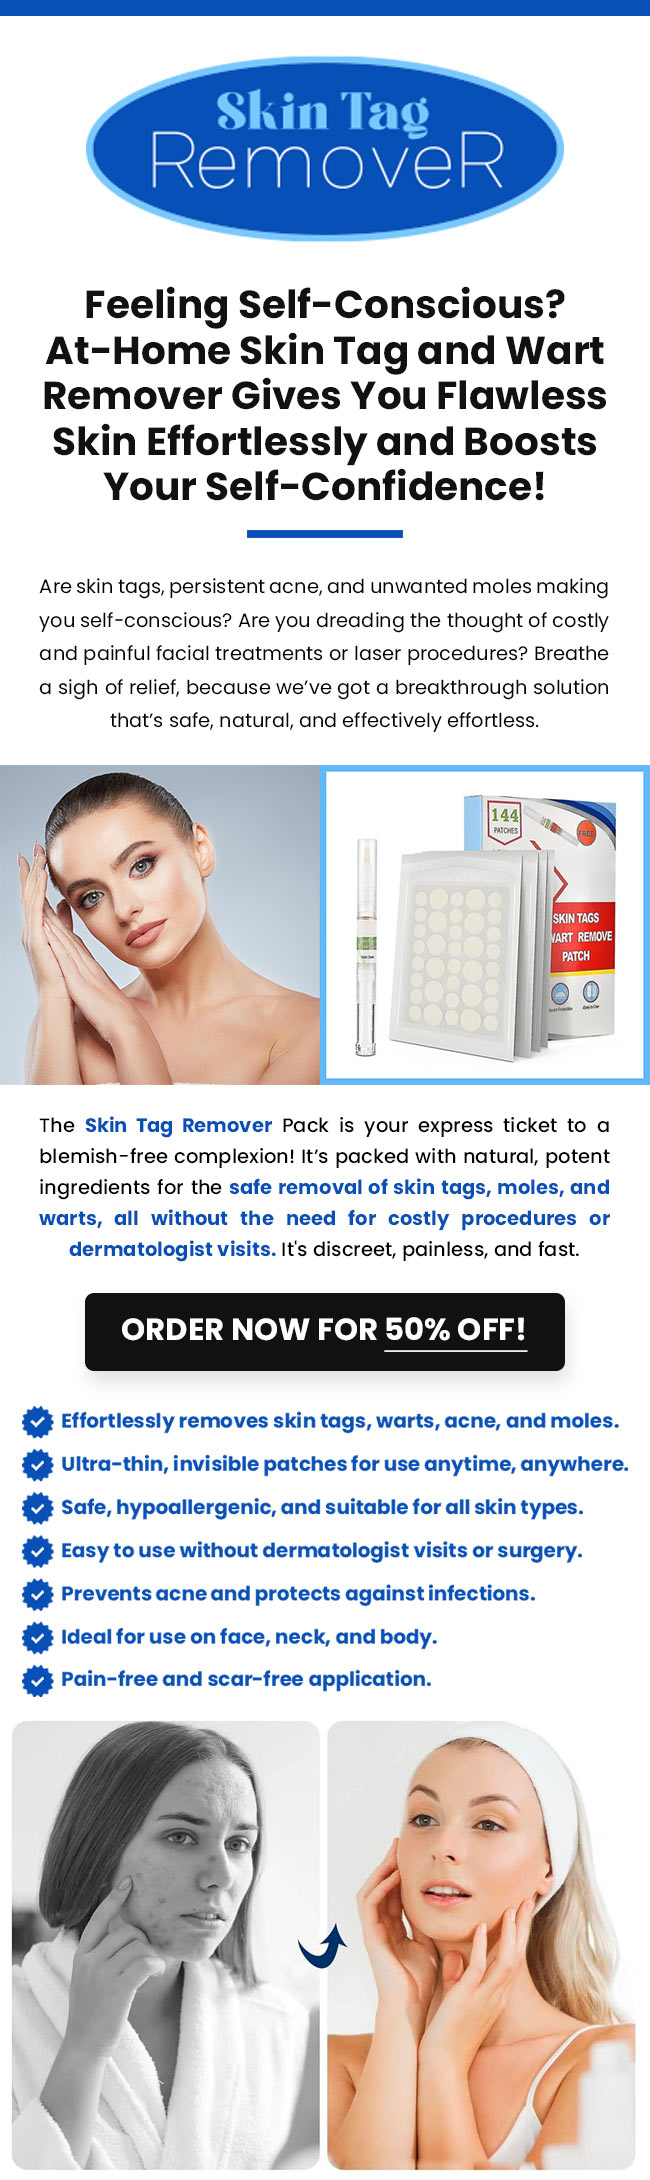 Skin Tag
RemoveR
Feeling Self-Conscious?
At-Home Skin Tag and Wart
Remover Gives You Flawless
Skin Effortlessly and Boosts
Your Self-Confidence!
Are skin tags, persistent acne, and unwanted moles making
you self-conscious? Are you dreading the thought of costly
and painful facial treatments or laser procedures? Breathe
a sigh of relief, because we’ve got a breakthrough solution
that’s safe, natural, and effectively effortless.
144
PATCHES
FREE
SKIN TAGS
WART REMOVE
PATCH
Easy to Use
The Skin Tag Remover Pack is your express ticket to a
blemish-free complexion! It’s packed with natural, potent
ingredients for the safe removal of skin tags, moles, and
warts, all without the need for costly procedures or
dermatologist visits. It's discreet, painless, and fast.
ORDER NOW FOR 50% OFF!
Effortlessly removes skin tags, warts, acne, and moles.
Ultra-thin, invisible patches for use anytime, anywhere.
Safe, hypoallergenic, and suitable for all skin types.
Easy to use without dermatologist visits or surgery.
Prevents acne and protects against infections.
Ideal for use on face, neck, and body.
Pain-free and scar-free application.